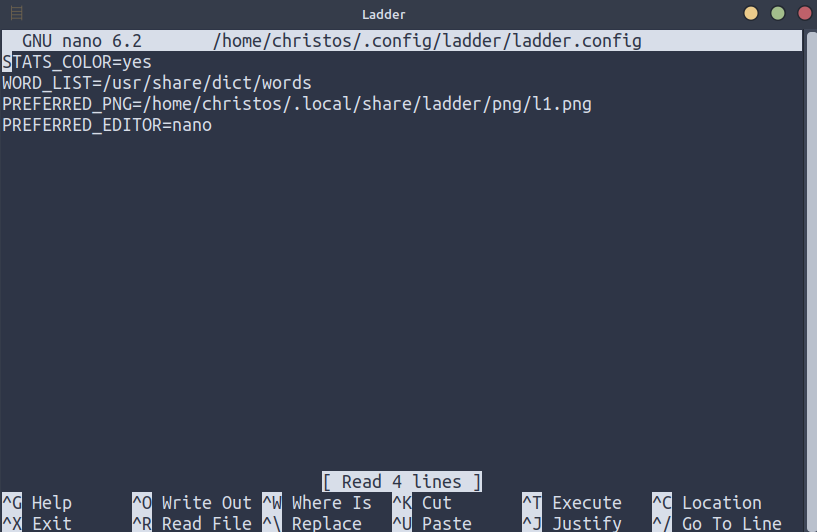 Ladder
GNU nano 6.2 /home/christos/.config/ladder/ladder.config
STATS_COLOR=yes
WORD_LIST=/usr/share/dict/words
PREFERRED_PNG=/home/christos/.local/share/ladder/png/l1.png
PREFERRED_EDITOR=nano
[ Read 4 lines ]
^G Help ^O Write Out ^W Where Is ^K Cut ^T Execute ^C Location
^X Exit ^R Read File ^\ Replace ^U Paste ^J Justify ^/ Go To Line